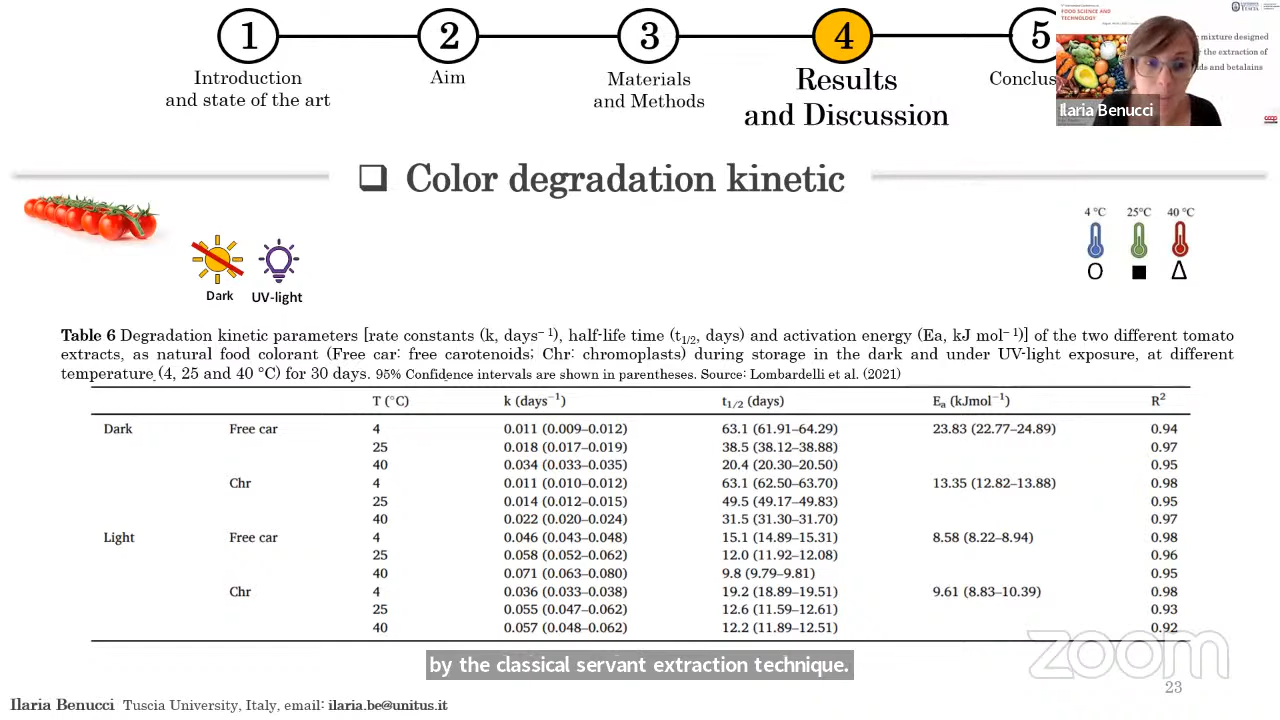 1
2
3
4
5
Introduction
and state of the art
Aim
Materials
and Methods
Results
and Discussion
Conclus
FOOD SCIENCE AND
TECHNOLOGY
TUSCIA
mixture designed
the extraction of
and betalains
Ilaria Benucci
❑ Color degradation kinetic
4 °C 25°C 40 °C
O ■ Δ
Dark UV-light
Table 6 Degradation kinetic parameters [rate constants (k, days⁻¹), half-life time (t1/2, days) and activation energy (Ea, kJ mol⁻¹)] of the two different tomato
extracts, as natural food colorant (Free car: free carotenoids; Chr: chromoplasts) during storage in the dark and under UV-light exposure, at different
temperature (4, 25 and 40 °C) for 30 days. 95% Confidence intervals are shown in parentheses. Source: Lombardelli et al. (2021)
T (°C) k (days⁻¹) t1/2 (days) Ea (kJmol⁻¹) R²
Dark Free car 4 0.011 (0.009–0.012) 63.1 (61.91–64.29) 23.83 (22.77–24.89) 0.94
25 0.018 (0.017–0.019) 38.5 (38.12–38.88) 0.97
40 0.034 (0.033–0.035) 20.4 (20.30–20.50) 0.95
Chr 4 0.011 (0.010–0.012) 63.1 (62.50–63.70) 13.35 (12.82–13.88) 0.98
25 0.014 (0.012–0.015) 49.5 (49.17–49.83) 0.95
40 0.022 (0.020–0.024) 31.5 (31.30–31.70) 0.97
Light Free car 4 0.046 (0.043–0.048) 15.1 (14.89–15.31) 8.58 (8.22–8.94) 0.98
25 0.058 (0.052–0.062) 12.0 (11.92–12.08) 0.96
40 0.071 (0.063–0.080) 9.8 (9.79–9.81) 0.95
Chr 4 0.036 (0.033–0.038) 19.2 (18.89–19.51) 9.61 (8.83–10.39) 0.98
25 0.055 (0.047–0.062) 12.6 (11.59–12.61) 0.93
40 0.057 (0.048–0.062) 12.2 (11.89–12.51) 0.92
zoom
by the classical servant extraction technique.
23
Ilaria Benucci Tuscia University, Italy, email: ilaria.be@unitus.it